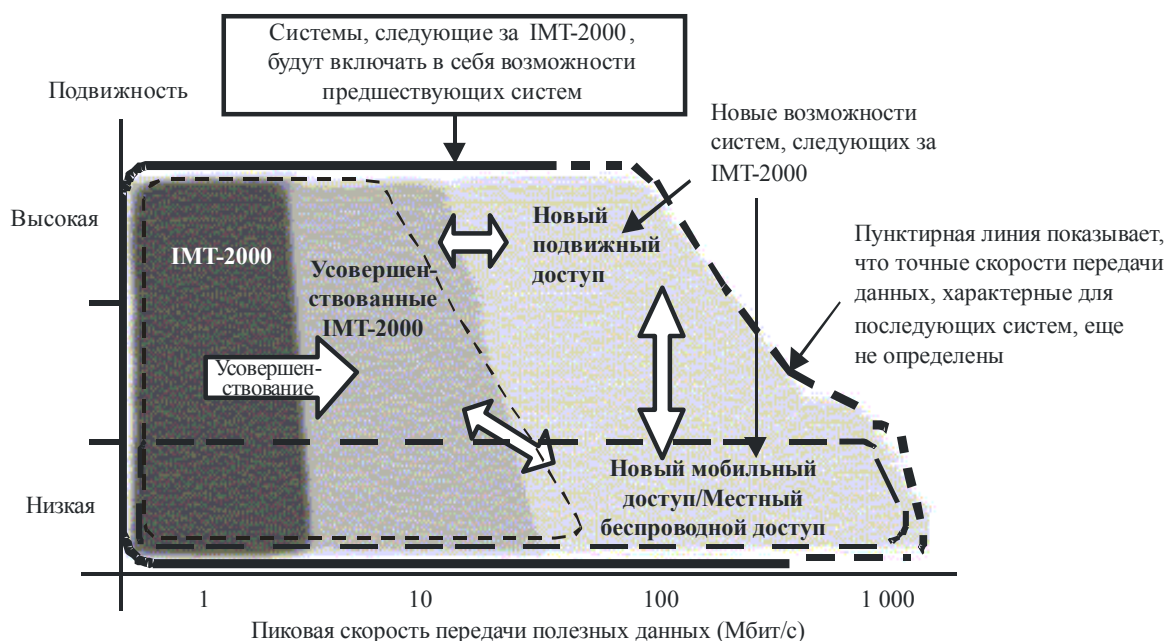 Системы, следующие за IMT-2000,
будут включать в себя возможности
предшествующих систем
Подвижность
Новые возможности
систем, следующих за
IMT-2000
Высокая
Новый
подвижный
доступ
IMT-2000
Усовершен-
ствованные
IMT-2000
Пунктирная линия показывает,
что точные скорости передачи
данных, характерные для
последующих систем, еще
не определены
Усовершен-
ствование
Низкая
Новый мобильный
доступ/Местный
беспроводной доступ
1 10 100 1 000
Пиковая скорость передачи полезных данных (Мбит/с)